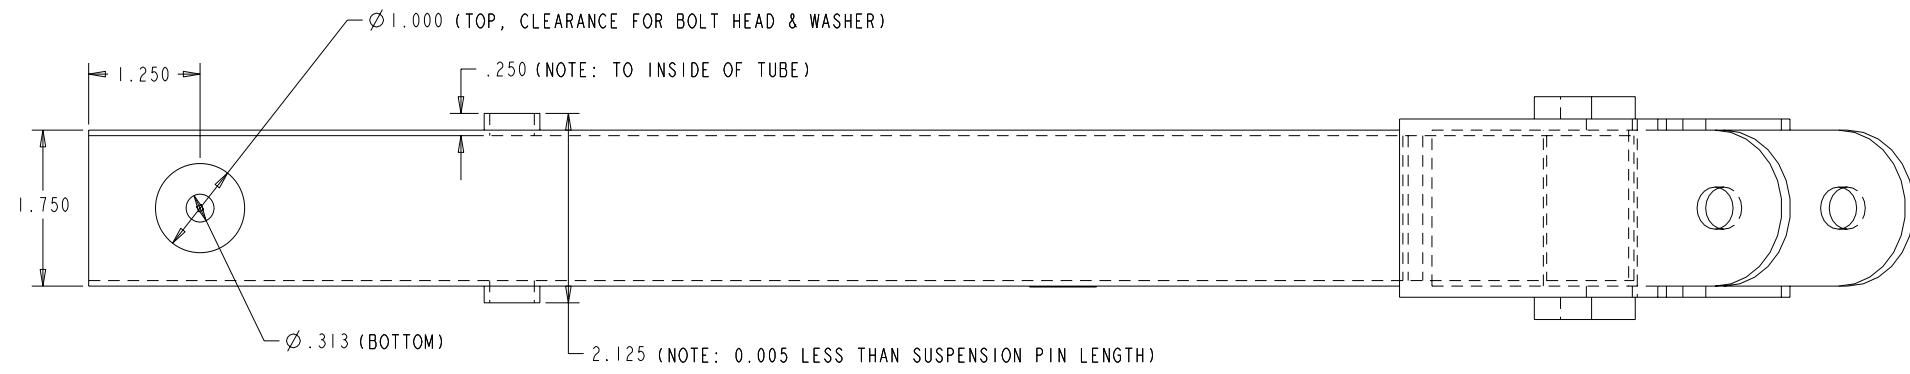 Ø1.000 (TOP, CLEARANCE FOR BOLT HEAD & WASHER)
1.250
.250 (NOTE: TO INSIDE OF TUBE)
1.750
Ø.313 (BOTTOM)
2.125 (NOTE: 0.005 LESS THAN SUSPENSION PIN LENGTH)